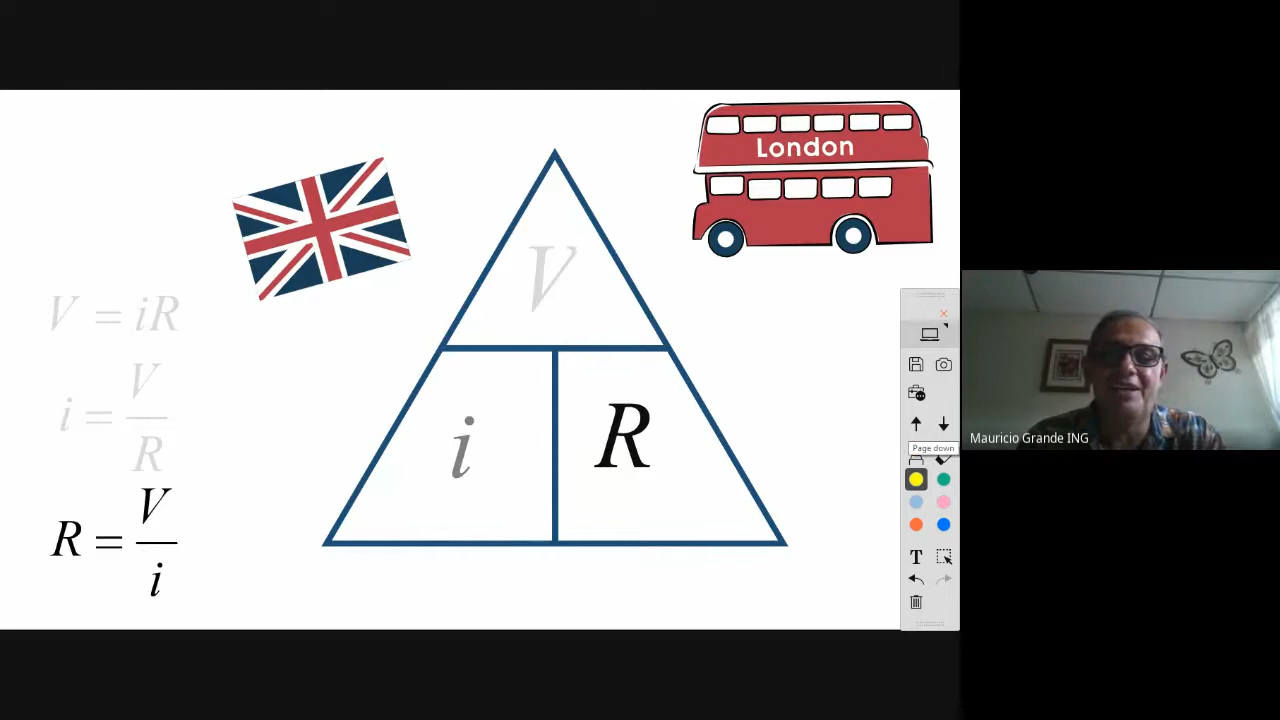 London
V = iR
i = V/R
R = V/i
V
i
R
Page down
T
Mauricio Grande ING